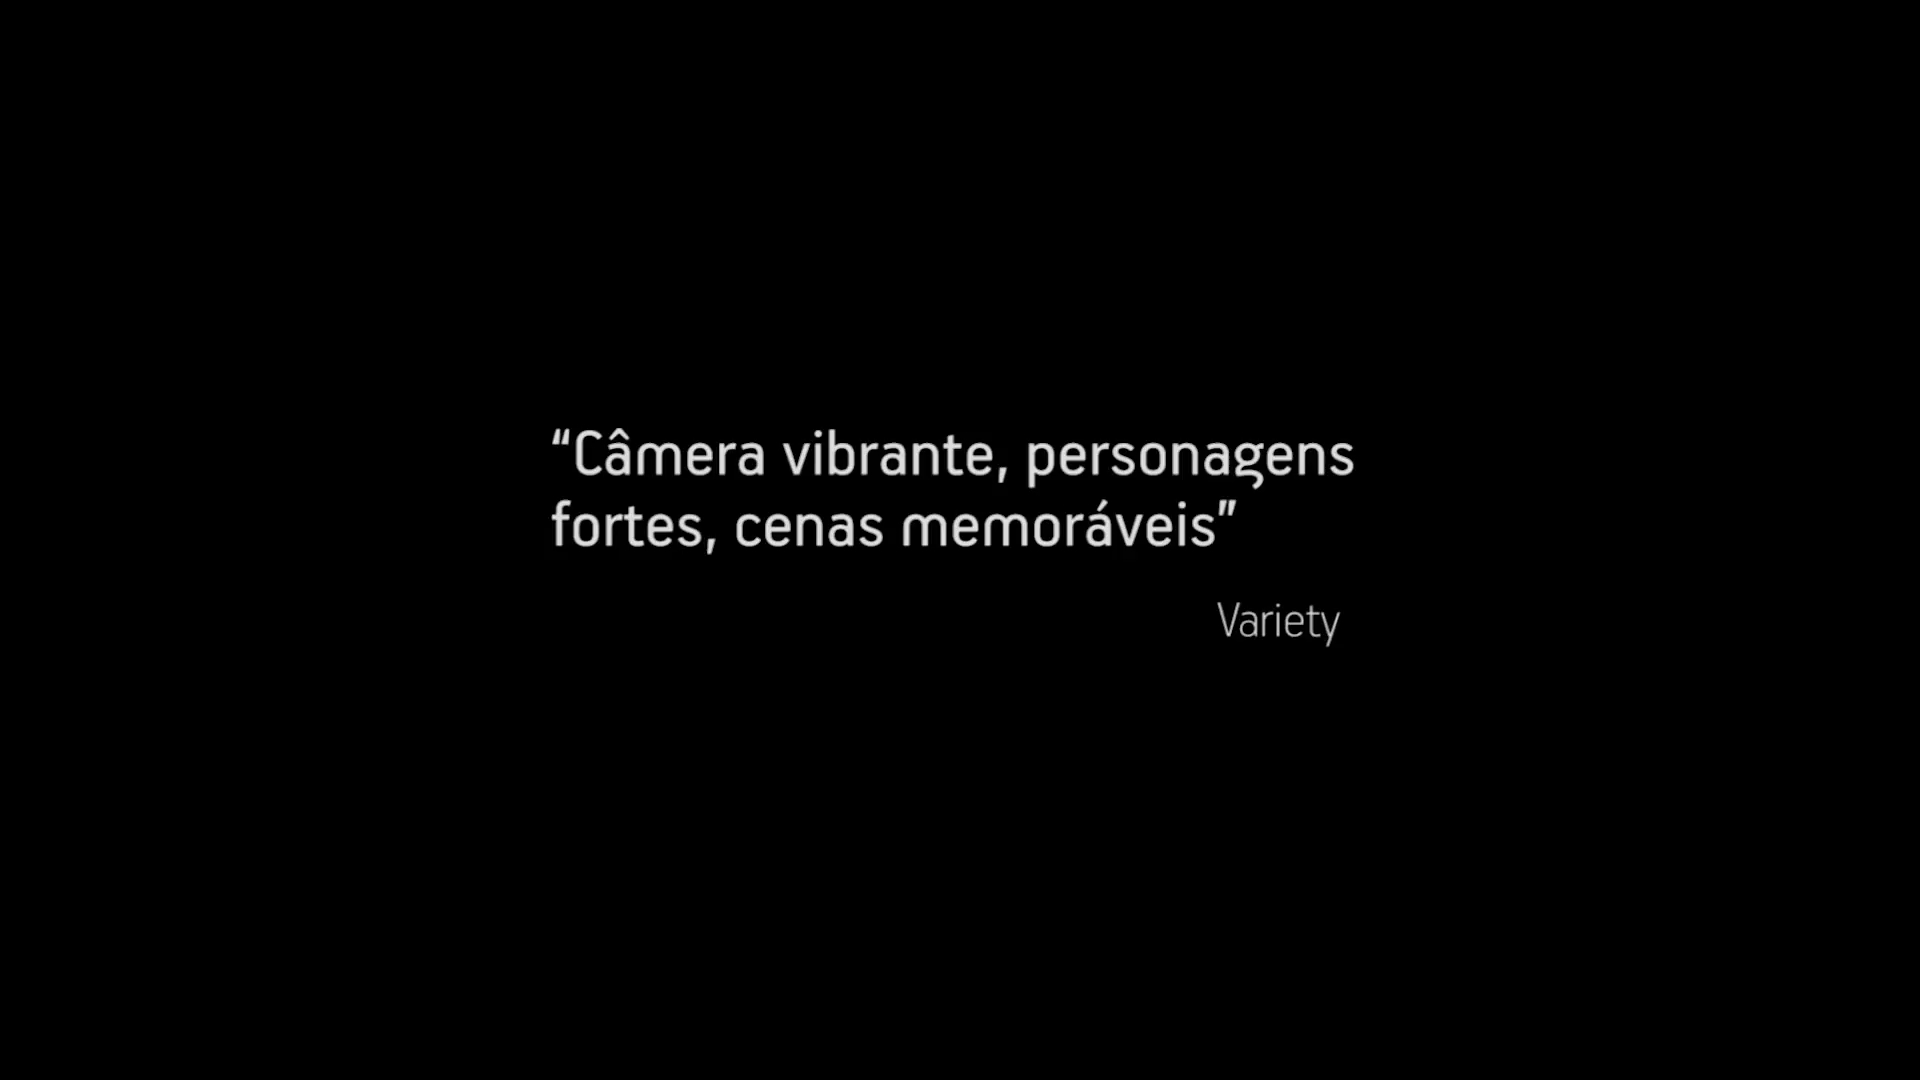 “Câmera vibrante, personagens
fortes, cenas memoráveis”
Variety